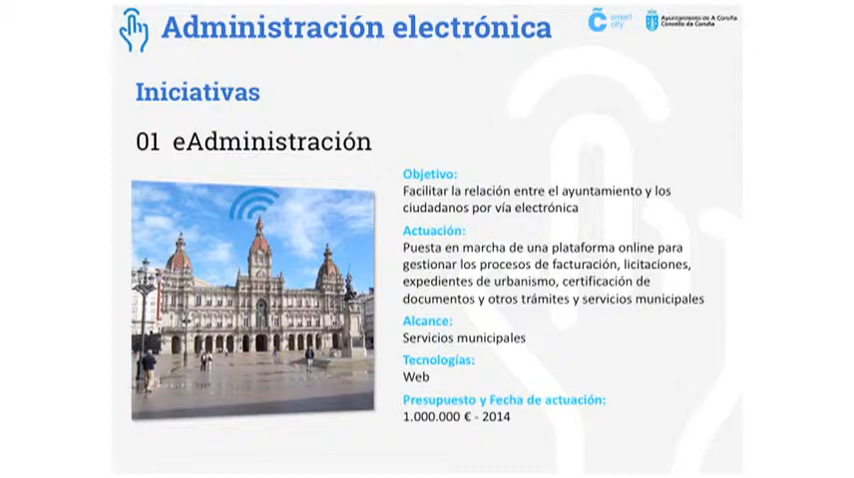 Administración electrónica
smart
city
Ayuntamiento de A Coruña
Concello da Coruña
Iniciativas
01 eAdministración
Objetivo:
Facilitar la relación entre el ayuntamiento y los
ciudadanos por vía electrónica
Actuación:
Puesta en marcha de una plataforma online para
gestionar los procesos de facturación, licitaciones,
expedientes de urbanismo, certificación de
documentos y otros trámites y servicios municipales
Alcance:
Servicios municipales
Tecnologías:
Web
Presupuesto y Fecha de actuación:
1.000.000 € - 2014